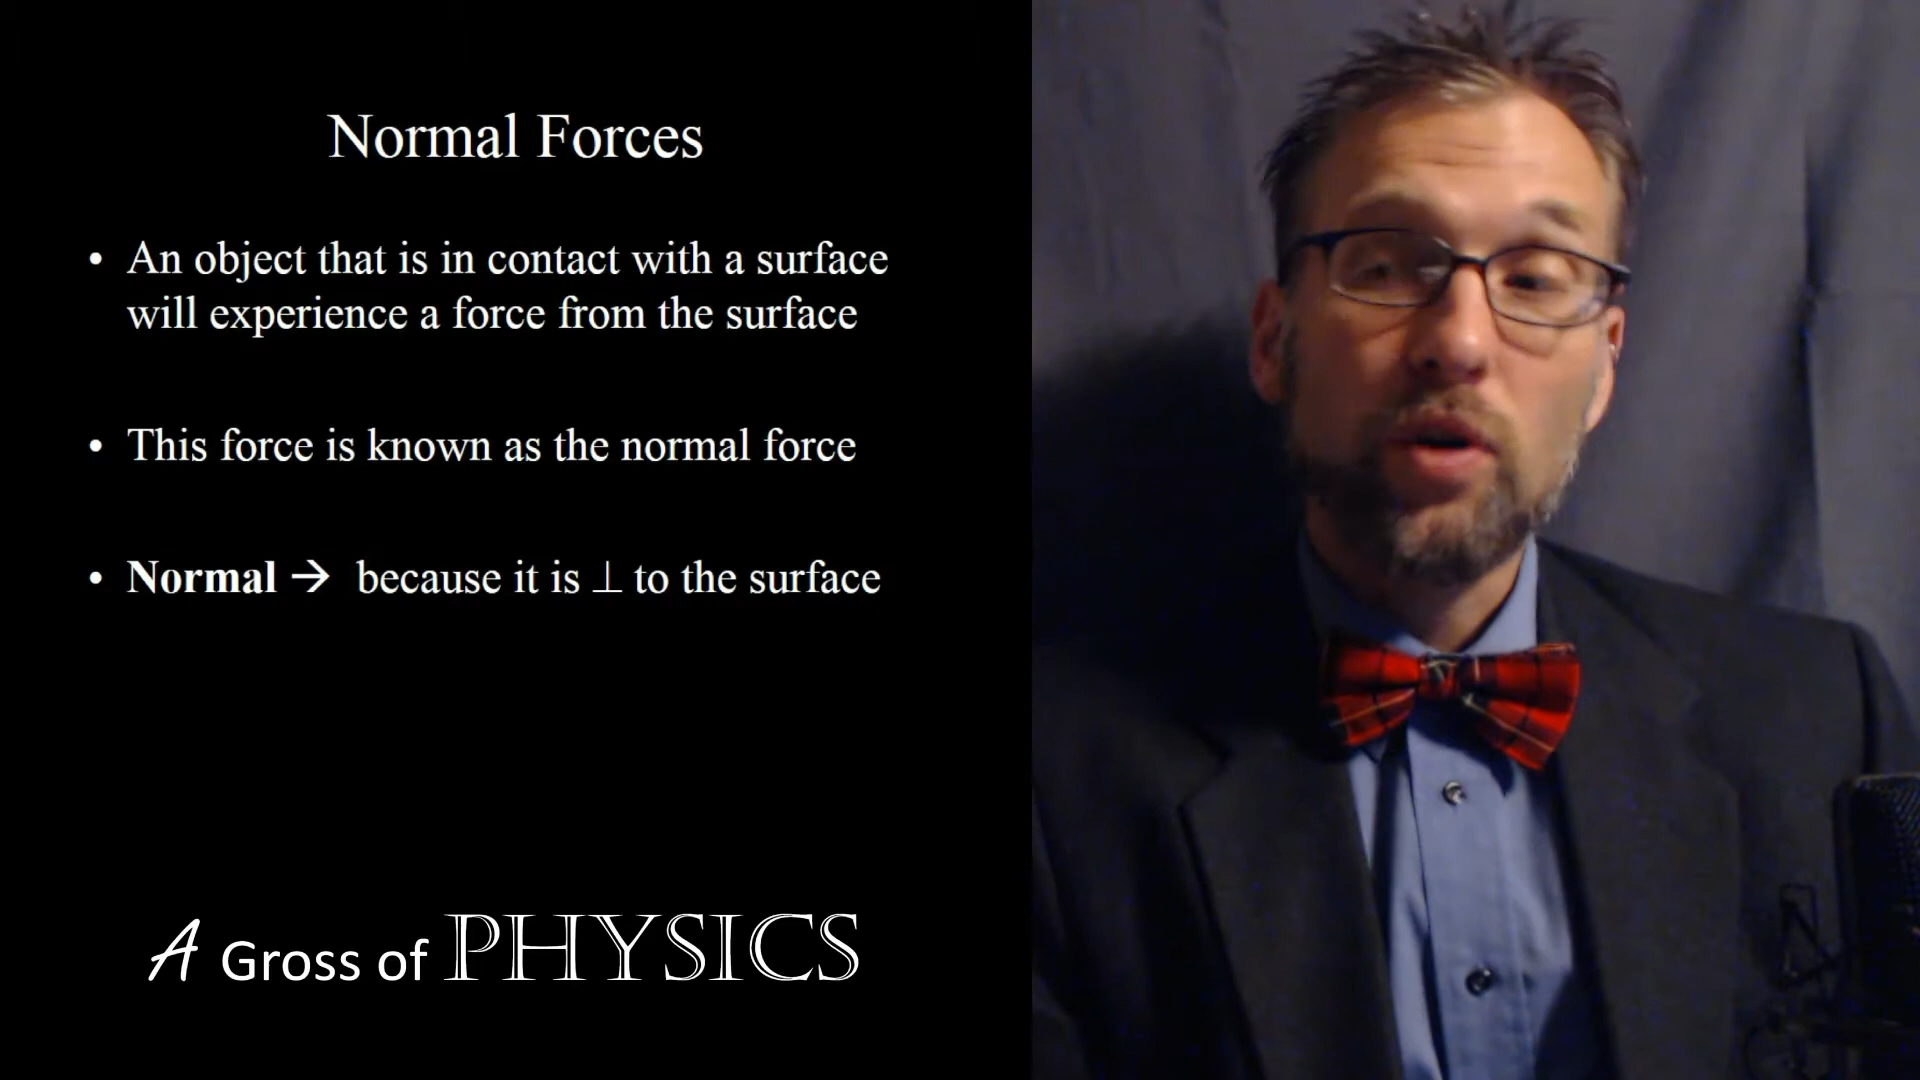 Normal Forces
• An object that is in contact with a surface
will experience a force from the surface
• This force is known as the normal force
• Normal → because it is ⊥ to the surface
A Gross of PHYSICS